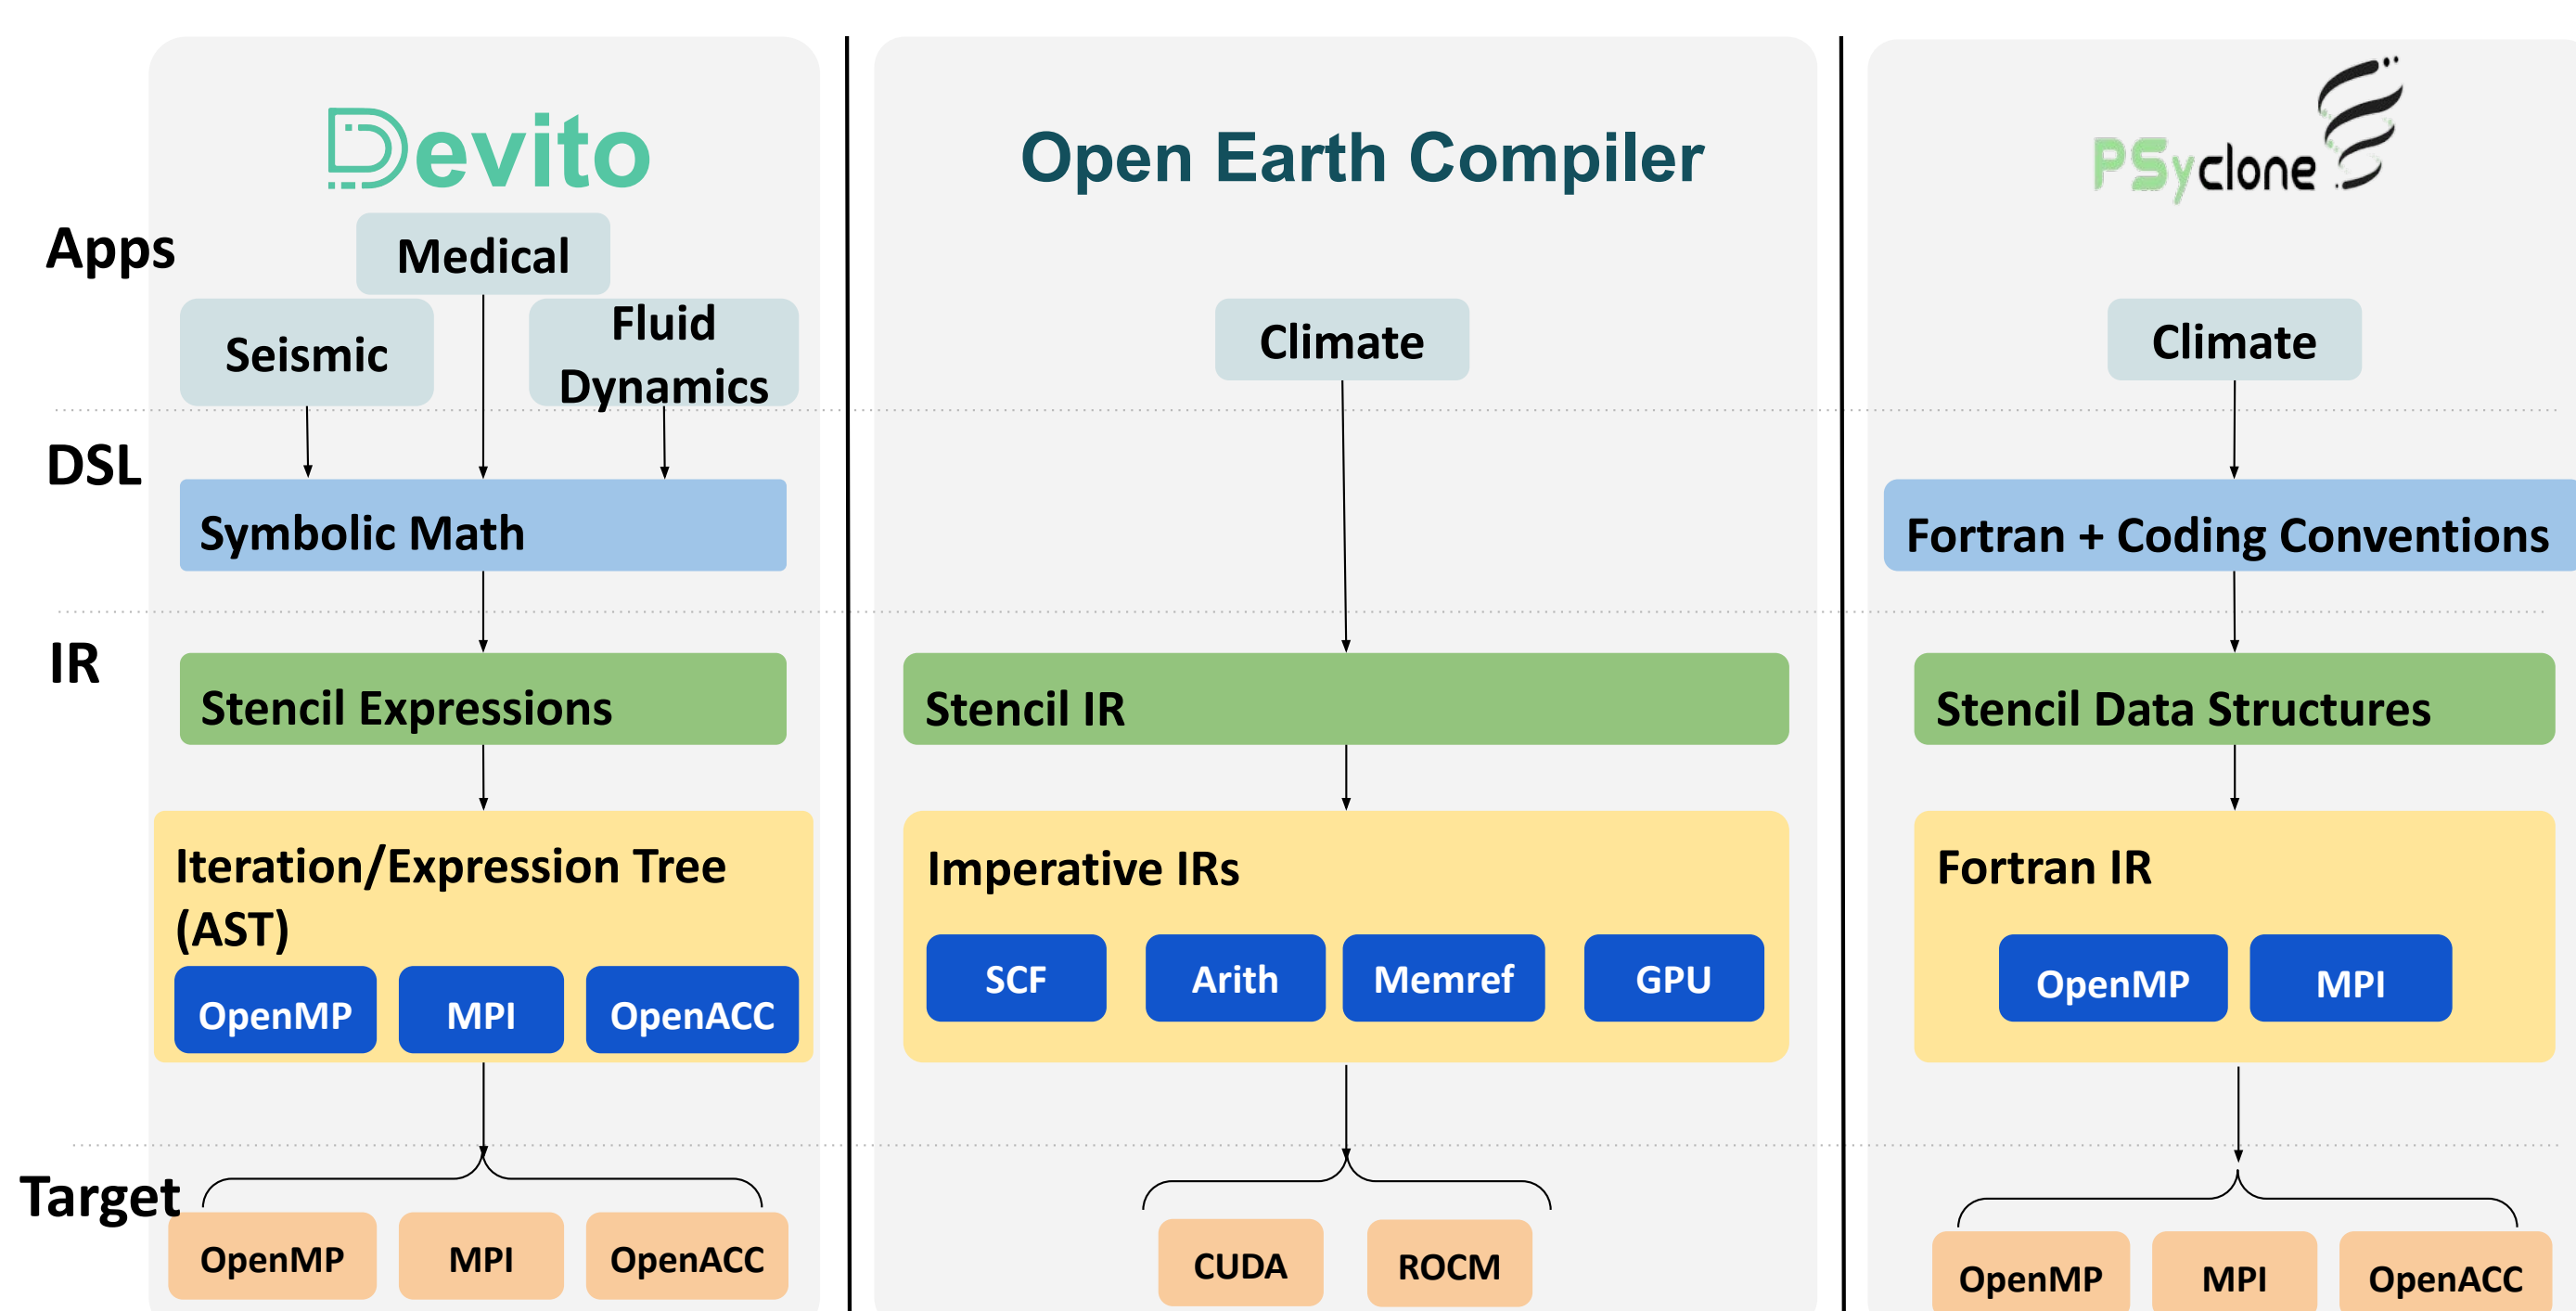 Devito
Open Earth Compiler
PSyclone
Apps
Medical
Seismic
Fluid
Dynamics
Climate
Climate
DSL
Symbolic Math
Fortran + Coding Conventions
IR
Stencil Expressions
Stencil IR
Stencil Data Structures
Iteration/Expression Tree
(AST)
OpenMP
MPI
OpenACC
Imperative IRs
SCF
Arith
Memref
GPU
Fortran IR
OpenMP
MPI
Target
OpenMP
MPI
OpenACC
CUDA
ROCM
OpenMP
MPI
OpenACC